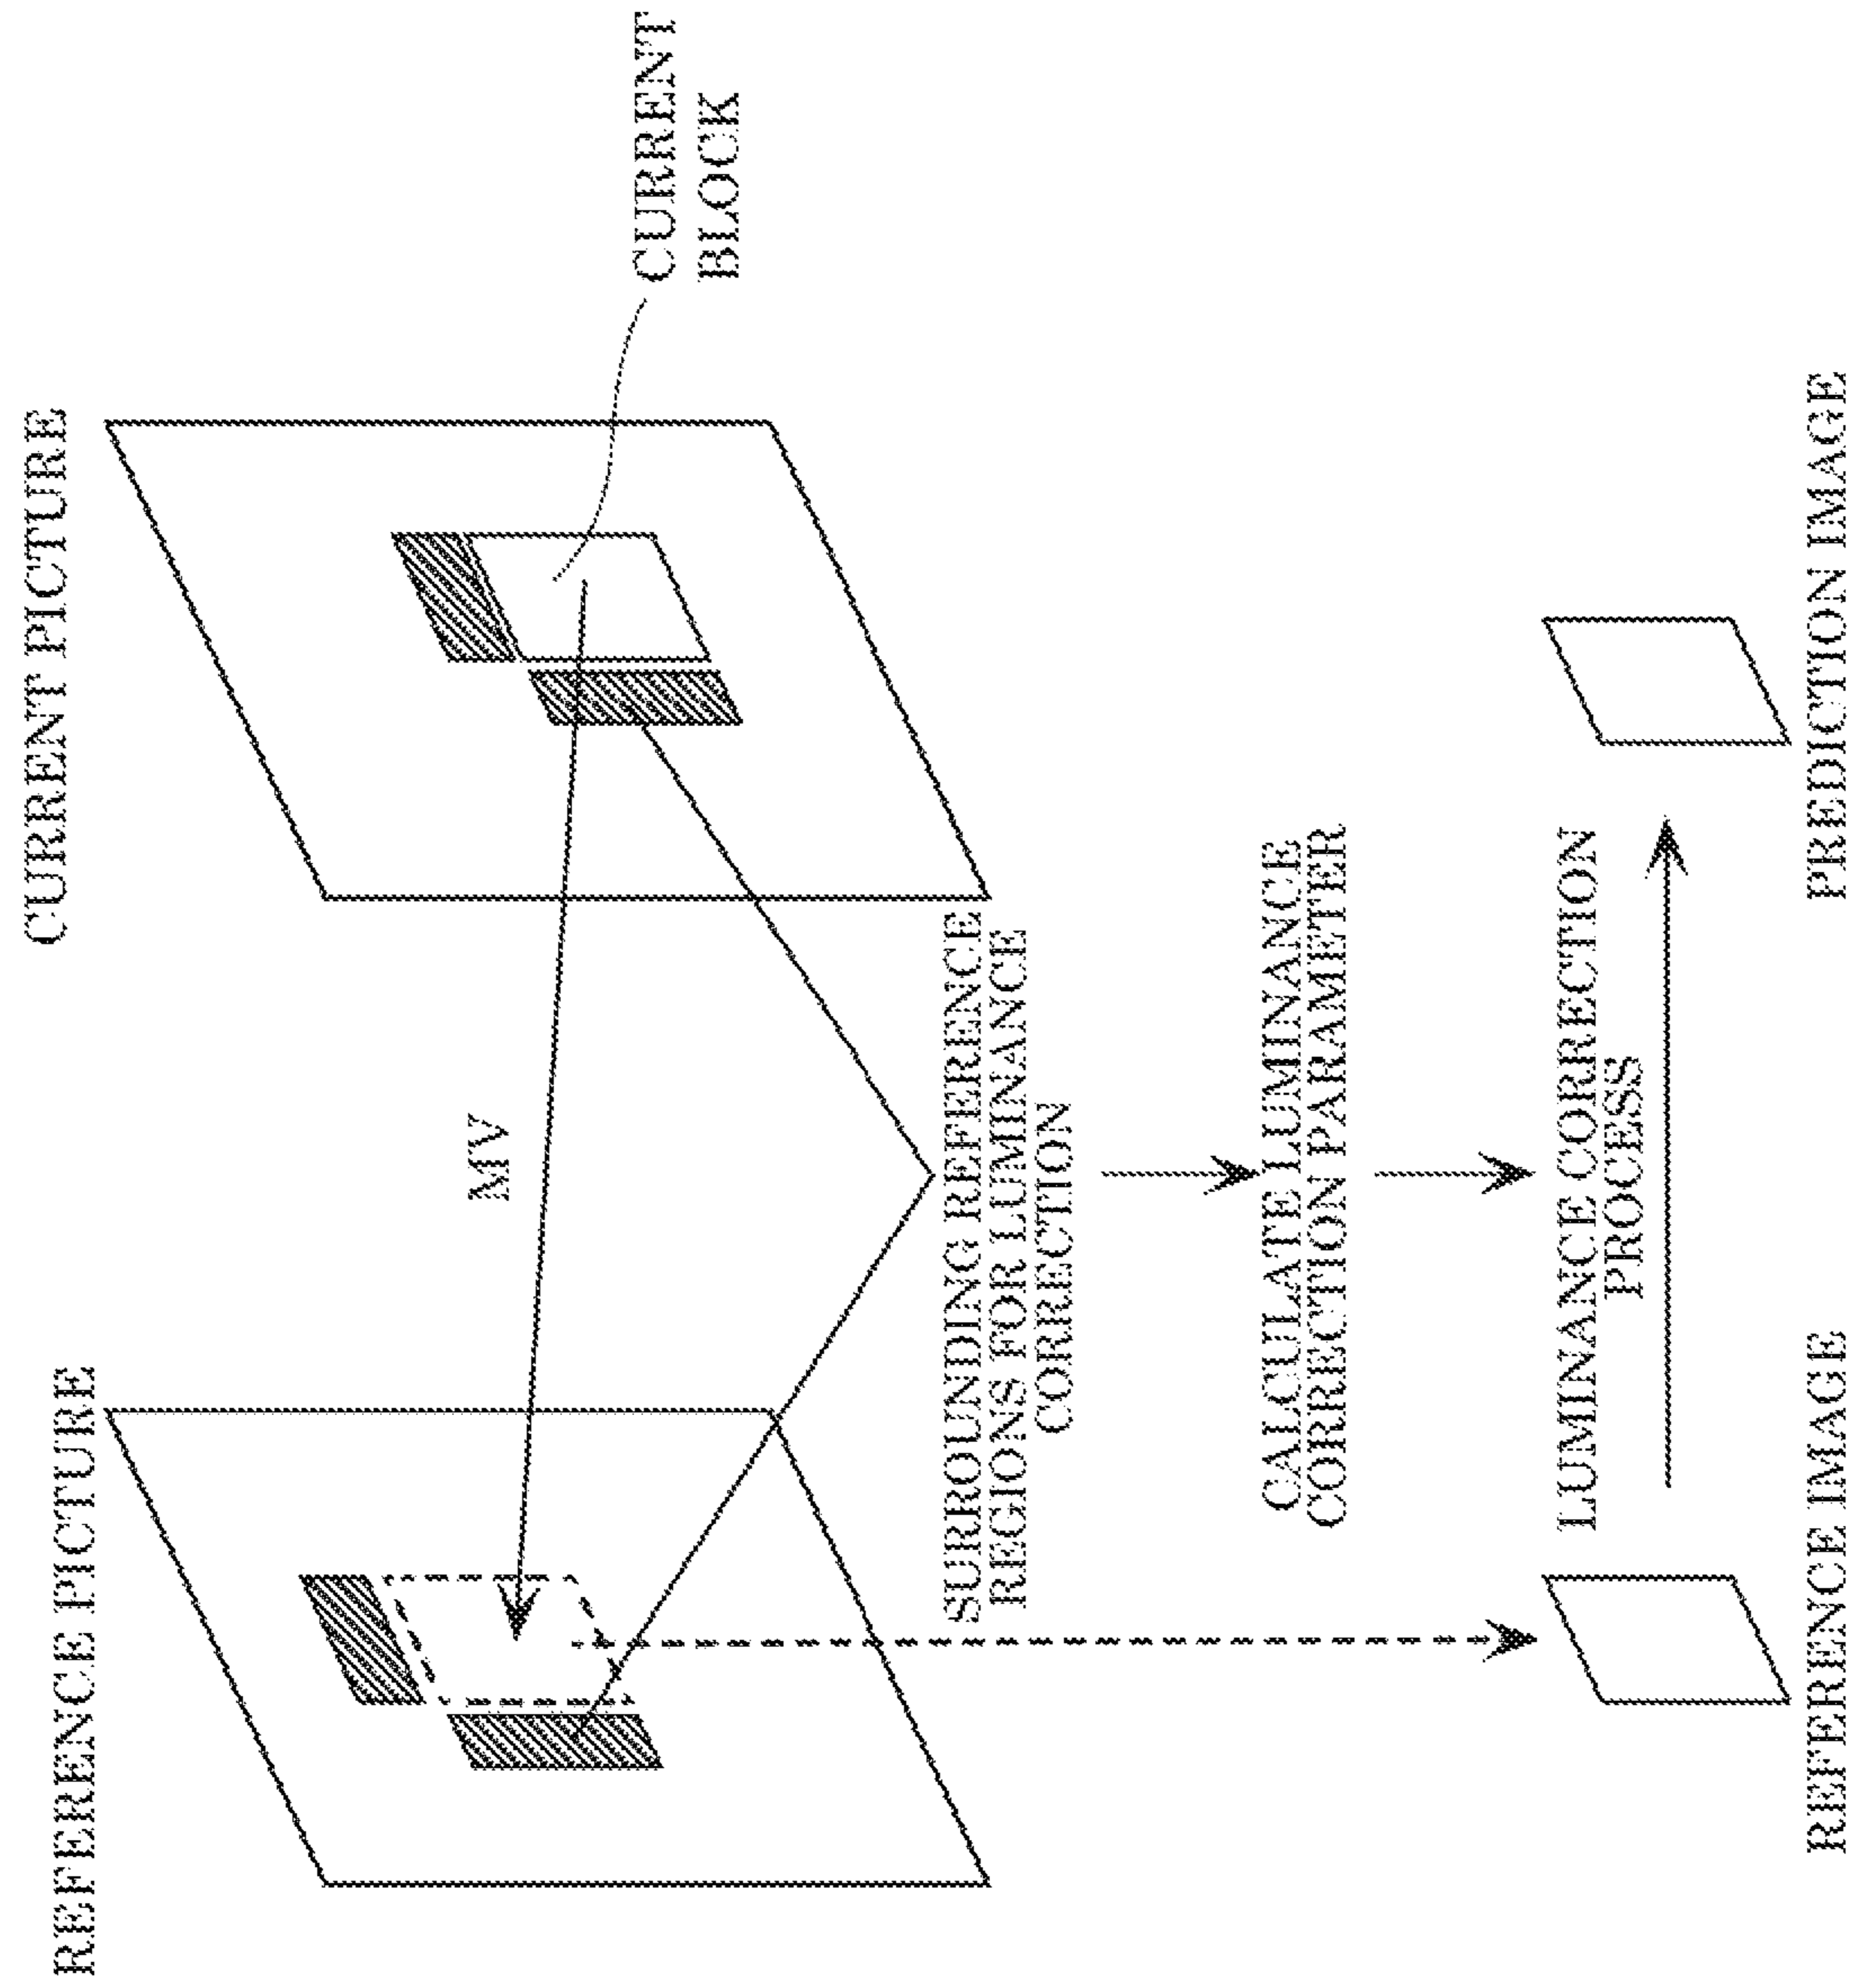 REFERENCE PICTURE
CURRENT PICTURE
MV
CURRENT
BLOCK
SURROUNDING REFERENCE
REGIONS FOR LUMINANCE
CORRECTION
CALCULATE LUMINANCE
CORRECTION PARAMETER
LUMINANCE CORRECTION
PROCESS
REFERENCE IMAGE
PREDICTION IMAGE